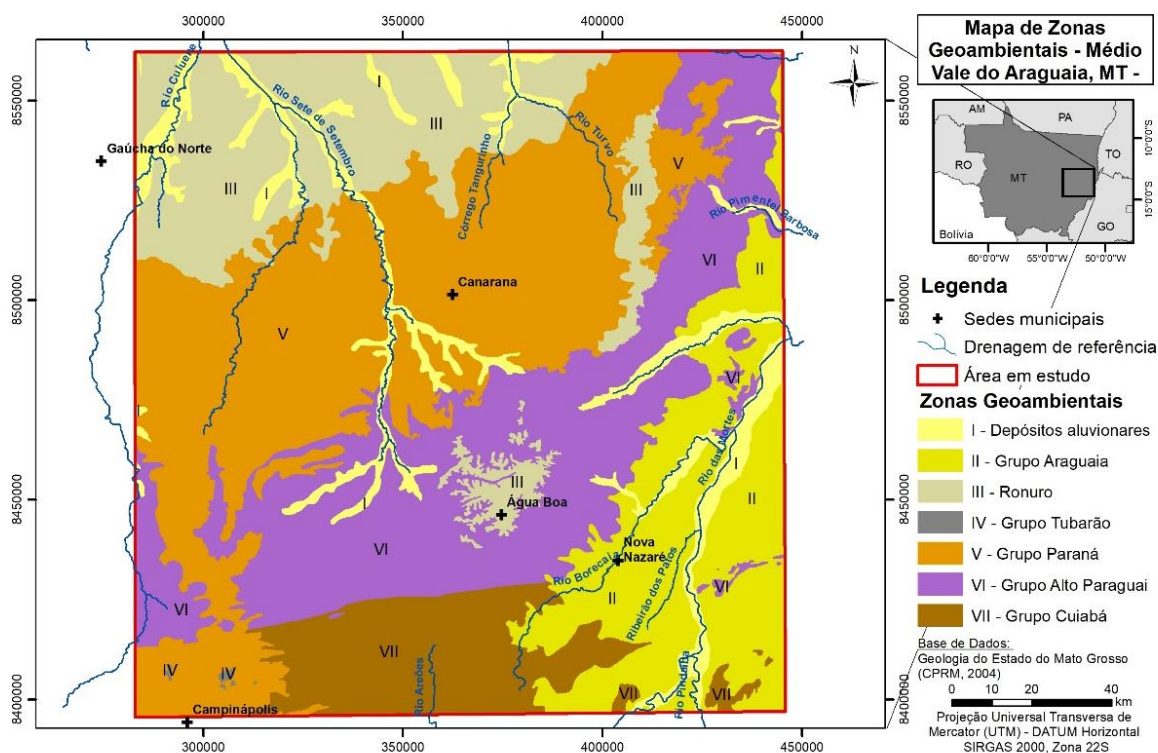 300000
350000
400000
450000
8550000
8500000
8450000
8400000
8550000
8500000
8450000
8400000
300000
350000
400000
450000
N
Rio Culuene
Rio Sete de Setembro
I
III
Gaúcha do Norte
III
I
Córrego Tangurinho
Rio Turvo
III
V
Rio Pimentel Barbosa
VI
II
Canarana
V
I
VI
Rio das Mortes
I
II
III
Água Boa
I
VI
Nova
Nazaré
Rio Borecaia
II
Ribeirão dos Patos
VI
VI
IV
IV
VII
Rio Areões
VII
Rio Pindaíba
VII
Campinápolis
Mapa de Zonas
Geoambientais - Médio
Vale do Araguaia, MT -
AM
PA
RO
MT
TO
GO
Bolívia
10°0'0"S
15°0'0"S
60°0'0"W
55°0'0"W
50°0'0"W
Legenda
Sedes municipais
Drenagem de referência
Área em estudo
Zonas Geoambientais
I - Depósitos aluvionares
II - Grupo Araguaia
III - Ronuro
IV - Grupo Tubarão
V - Grupo Paraná
VI - Grupo Alto Paraguai
VII - Grupo Cuiabá
Base de Dados:
Geologia do Estado do Mato Grosso
(CPRM, 2004)
0 10 20 40
km
Projeção Universal Transversa de
Mercator (UTM) - DATUM Horizontal
SIRGAS 2000, Zona 22S